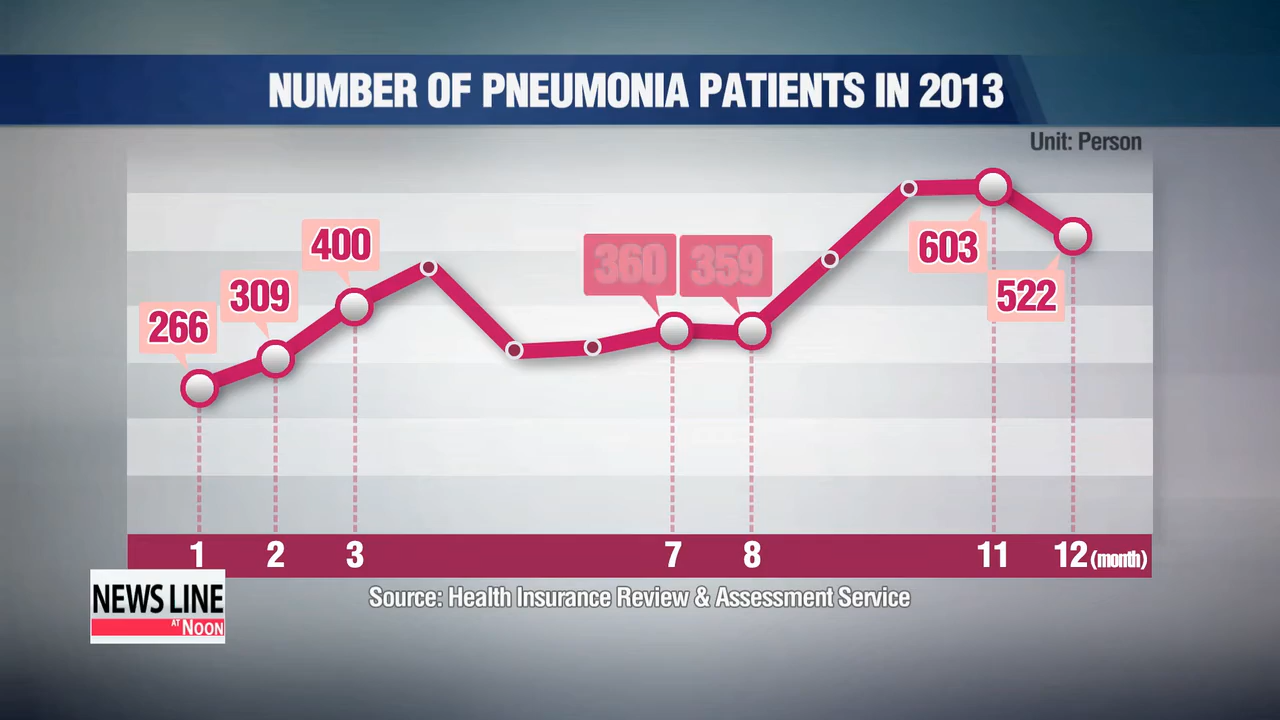 NUMBER OF PNEUMONIA PATIENTS IN 2013
Unit: Person
266
309
400
360
359
603
522
1 2 3 7 8 11 12 (month)
NEWS LINE
AT NOON
Source: Health Insurance Review & Assessment Service